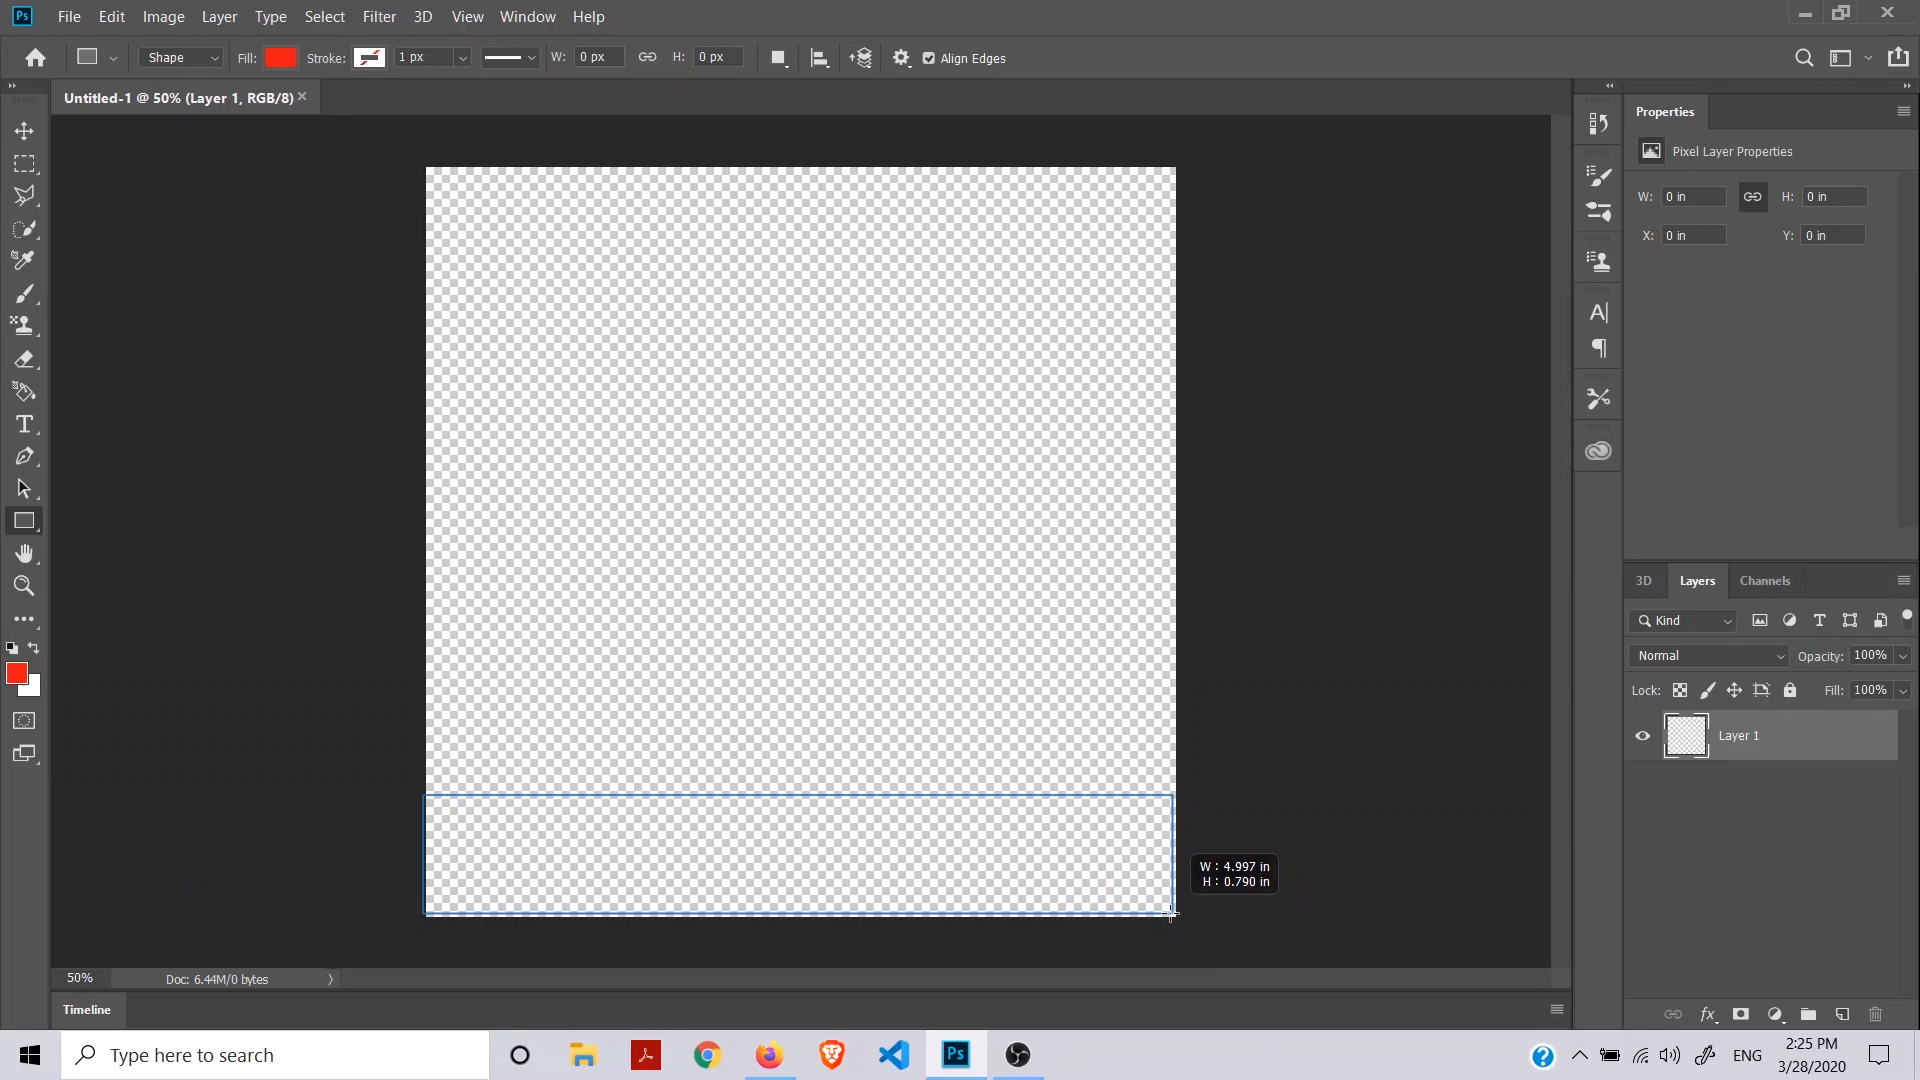 Ps File Edit Image Layer Type Select Filter 3D View Window Help
Shape Fill: Stroke: 1 px W: 0 px H: 0 px Align Edges
Untitled-1 @ 50% (Layer 1, RGB/8)
Properties
Pixel Layer Properties
W: 0 in H: 0 in
X: 0 in Y: 0 in
3D Layers Channels
Kind
Normal Opacity: 100%
Lock: Fill: 100%
Layer 1
W : 4.997 in
H : 0.790 in
50% Doc: 6.44M/0 bytes
Timeline
Type here to search
Ps
ENG
2:25 PM
3/28/2020